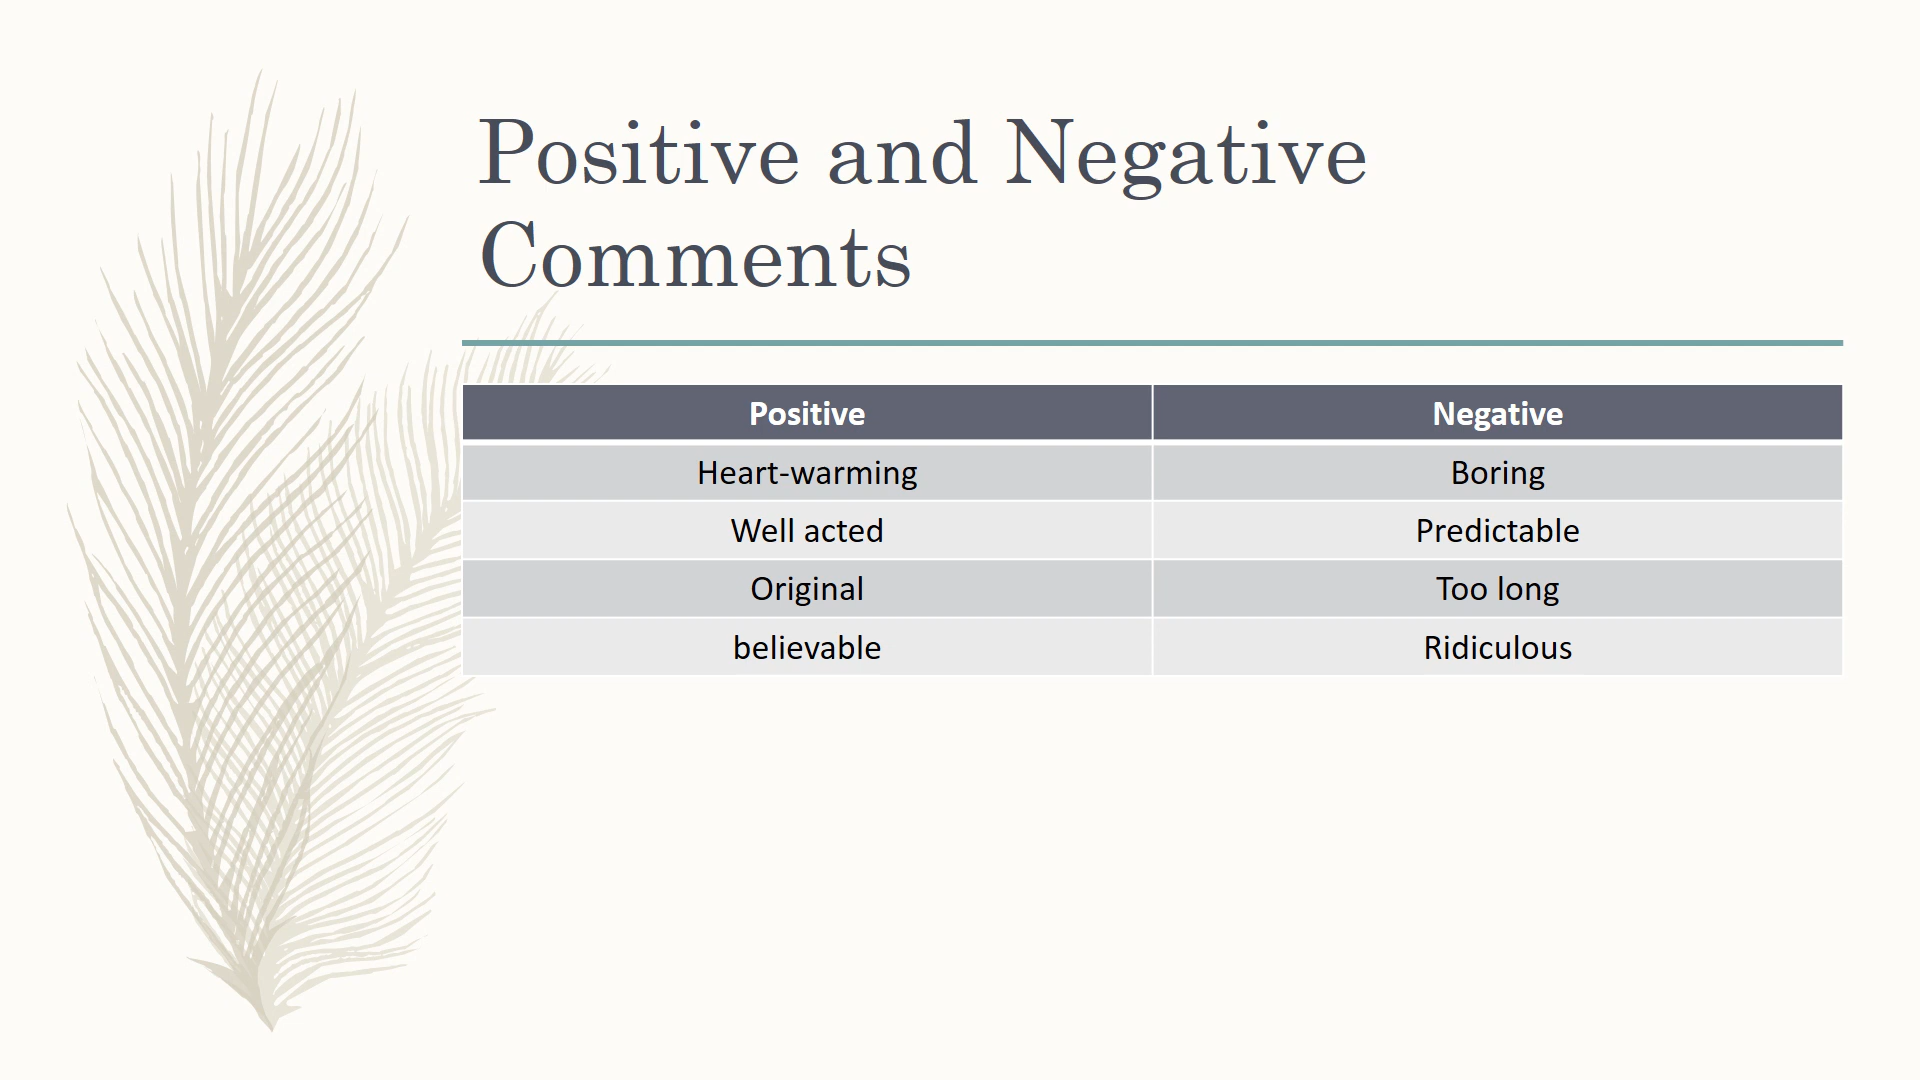 Positive and Negative
Comments
Positive Negative
Heart-warming Boring
Well acted Predictable
Original Too long
believable Ridiculous